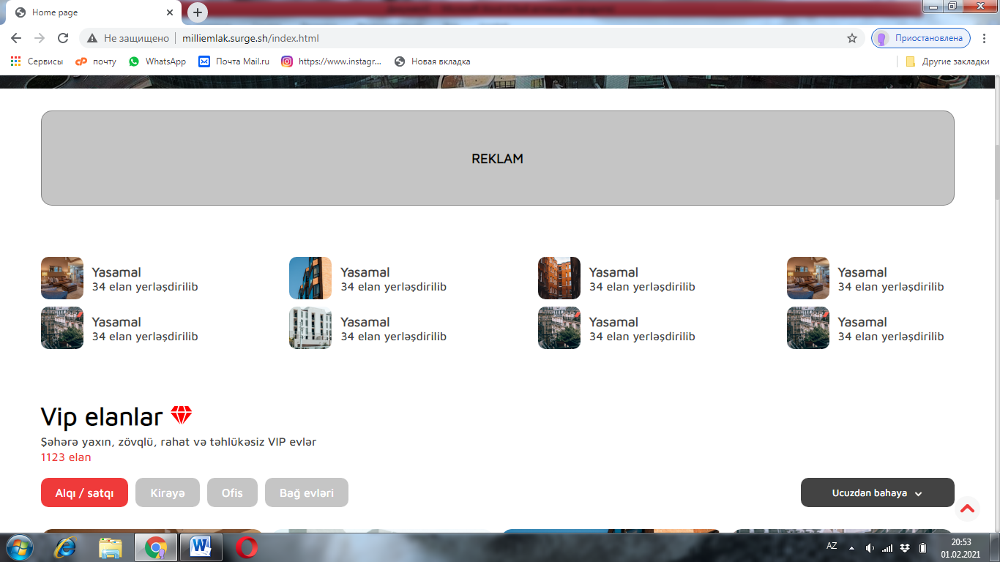 Home page
Не защищено
milliemlak.surge.sh/index.html
Приостановлена
Сервисы
почту
WhatsApp
Почта Mail.ru
https://www.instagr...
Новая вкладка
Другие закладки
REKLAM
Yasamal
34 elan yerləşdirilib
Yasamal
34 elan yerləşdirilib
Yasamal
34 elan yerləşdirilib
Yasamal
34 elan yerləşdirilib
Yasamal
34 elan yerləşdirilib
Yasamal
34 elan yerləşdirilib
Yasamal
34 elan yerləşdirilib
Yasamal
34 elan yerləşdirilib
Vip elanlar
Şəhərə yaxın, zövqlü, rahat və təhlükəsiz VIP evlər
1123 elan
Alqı / satqı
Kirayə
Ofis
Bağ evləri
Ucuzdan bahaya
AZ
20:53
01.02.2021